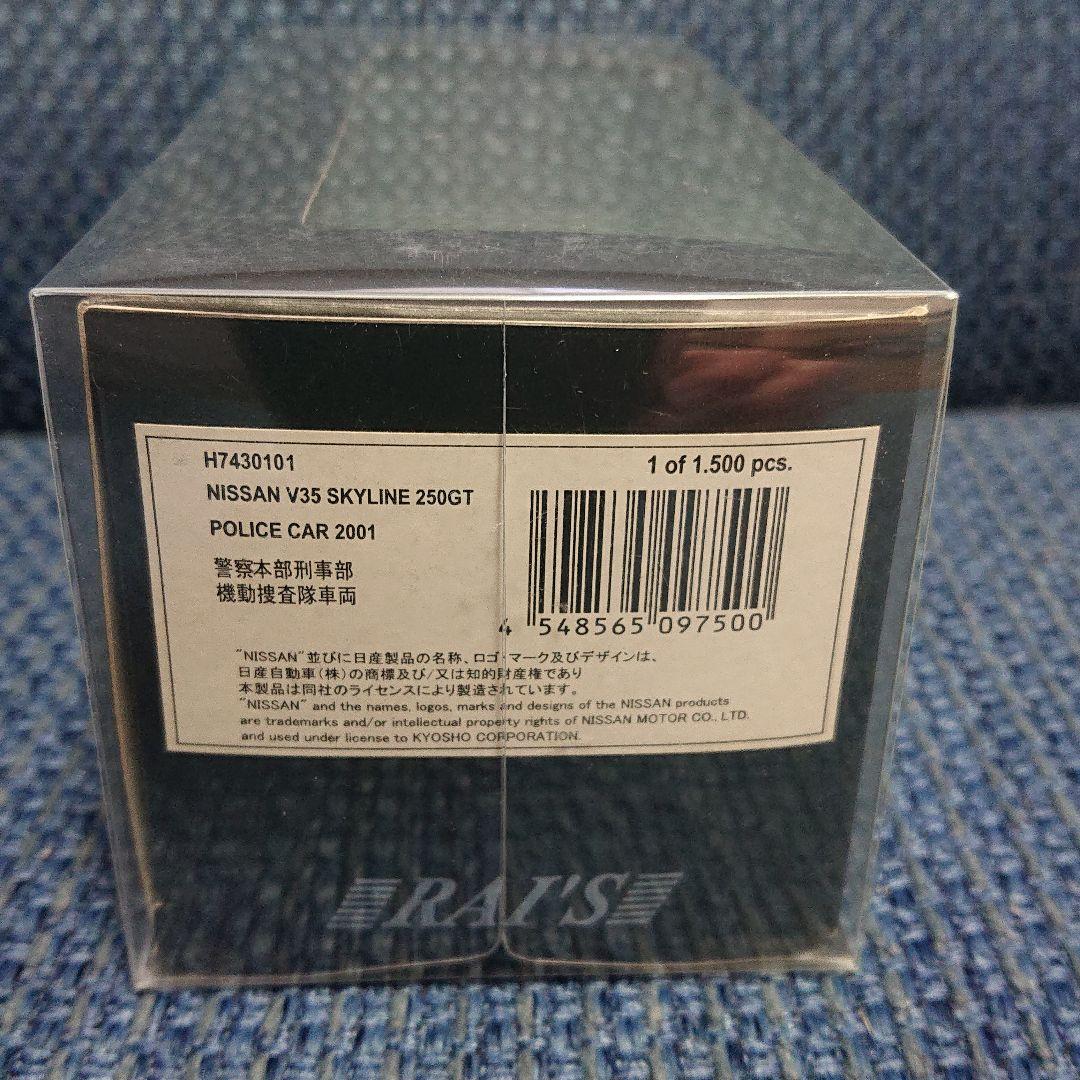 H7430101
1 of 1.500 pcs.
NISSAN V35 SKYLINE 250GT
POLICE CAR 2001
警察本部刑事部
機動捜査隊車両
4 548565 097500
"NISSAN"並びに日産製品の名称、ロゴ・マーク及びデザインは、
日産自動車(株)の商標及び/又は知的財産権であり
本製品は同社のライセンスにより製造されています。
"NISSAN" and the names, logos, marks and designs of the NISSAN products
are trademarks and/or intellectual property rights of NISSAN MOTOR CO., LTD.
and used under license to KYOSHO CORPORATION.
RAI'S